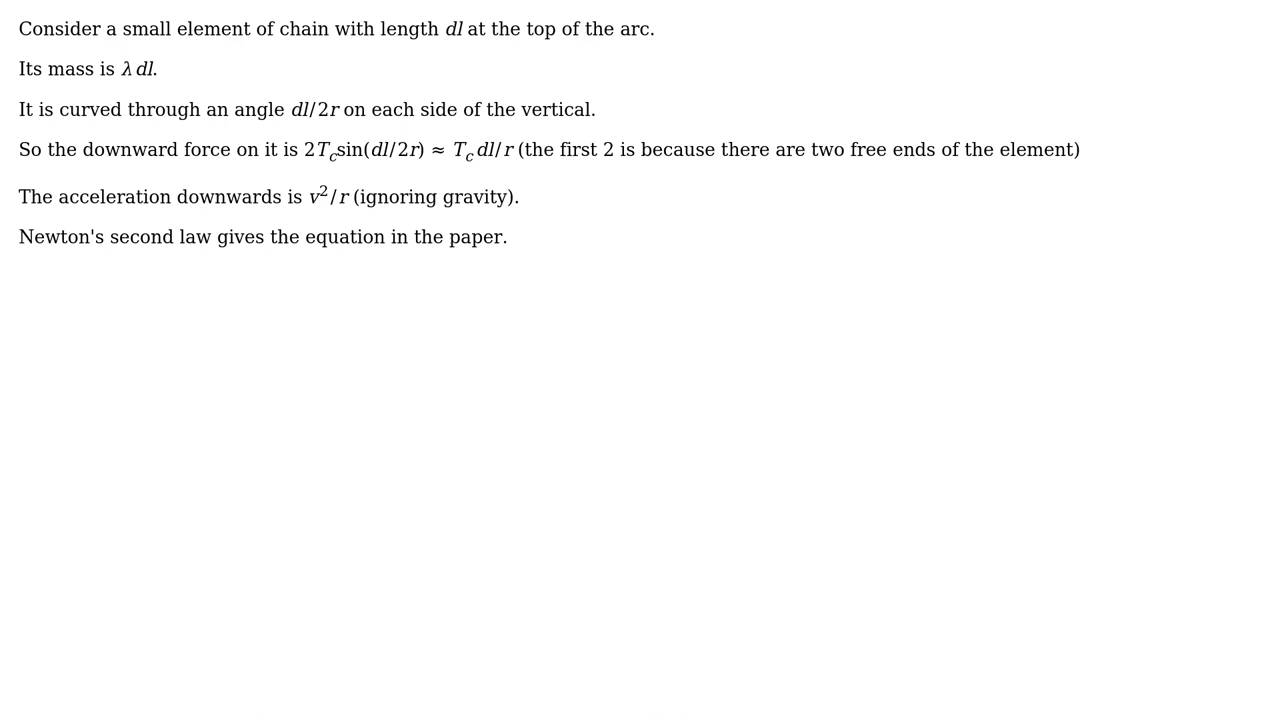 Consider a small element of chain with length dl at the top of the arc.
Its mass is λ dl.
It is curved through an angle dl/2r on each side of the vertical.
So the downward force on it is 2T_c sin(dl/2r) ≈ T_c dl/r (the first 2 is because there are two free ends of the element)
The acceleration downwards is v²/r (ignoring gravity).
Newton's second law gives the equation in the paper.